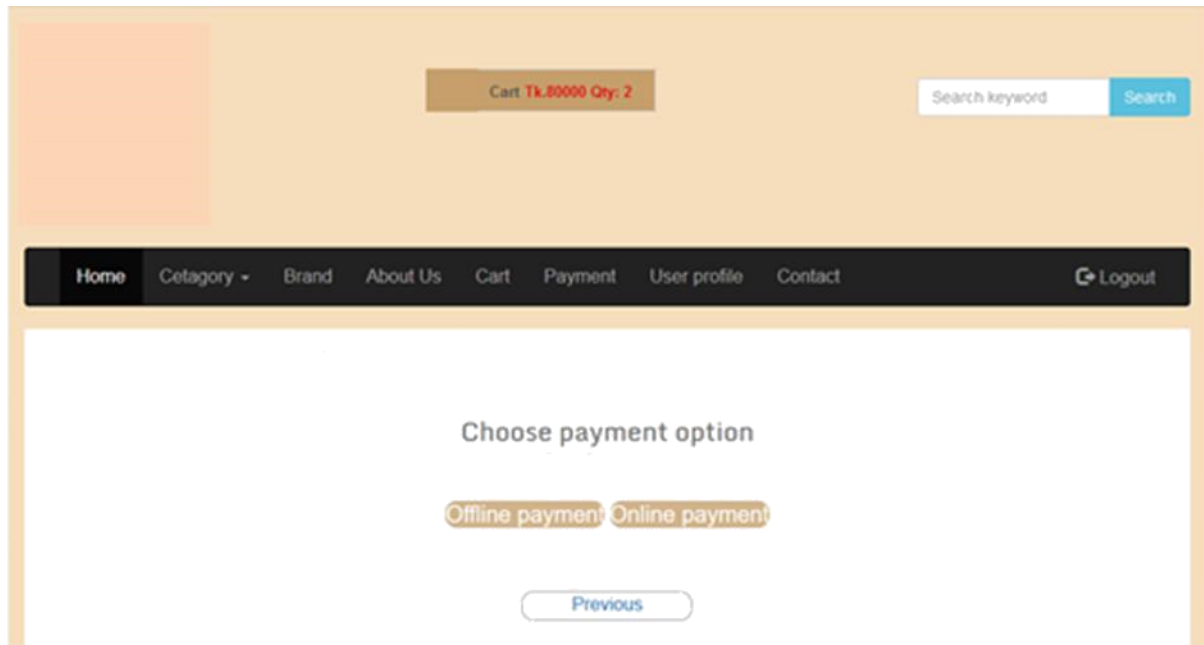 Cart Tk.80000 Qty: 2
Search keyword Search
Home Cetagory Brand About Us Cart Payment User profile Contact Logout
Choose payment option
Offline payment Online payment
Previous